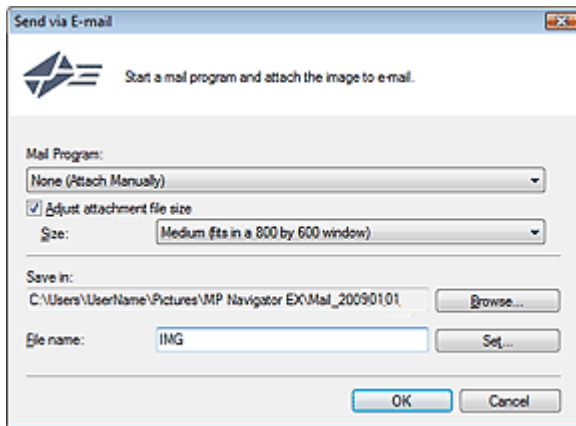 Send via E-mail
Start a mail program and attach the image to e-mail.
Mail Program:
None (Attach Manually)
Adjust attachment file size
Size: Medium (fits in a 800 by 600 window)
Save in:
C:\Users\UserName\Pictures\MP Navigator EX\Mail_20090101 Browse...
File name: IMG Set...
OK Cancel